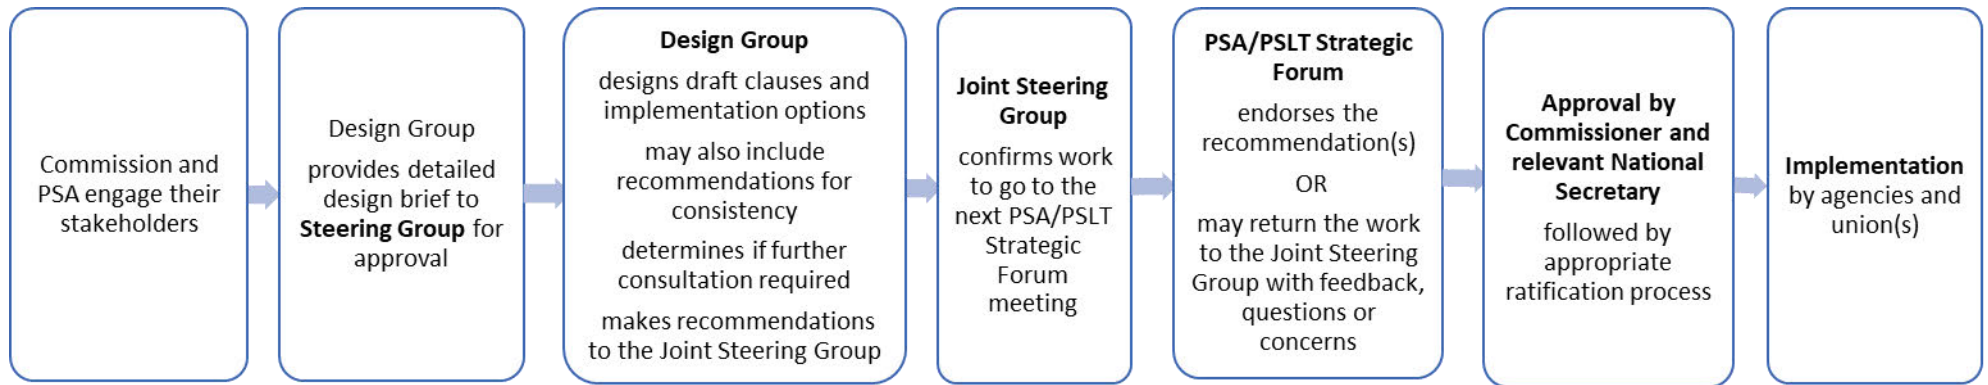 Commission and
PSA engage their
stakeholders
Design Group
provides detailed
design brief to
Steering Group for
approval
Design Group
designs draft clauses and
implementation options
may also include
recommendations for
consistency
determines if further
consultation required
makes recommendations
to the Joint Steering Group
Joint Steering
Group
confirms work
to go to the
next PSA/PSLT
Strategic
Forum
meeting
PSA/PSLT Strategic
Forum
endorses the
recommendation(s)
OR
may return the work
to the Joint Steering
Group with feedback,
questions or
concerns
Approval by
Commissioner and
relevant National
Secretary
followed by
appropriate
ratification process
Implementation
by agencies and
union(s)